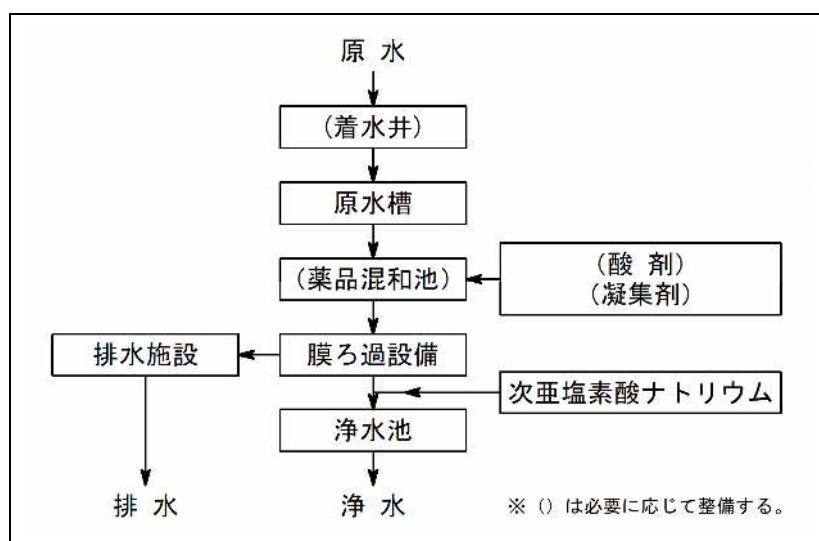 原 水
(着水井)
原水槽
(薬品混和池)
(酸 剤)
(凝集剤)
排水施設
膜ろ過設備
次亜塩素酸ナトリウム
浄水池
排 水
浄 水
※ () は必要に応じて整備する。